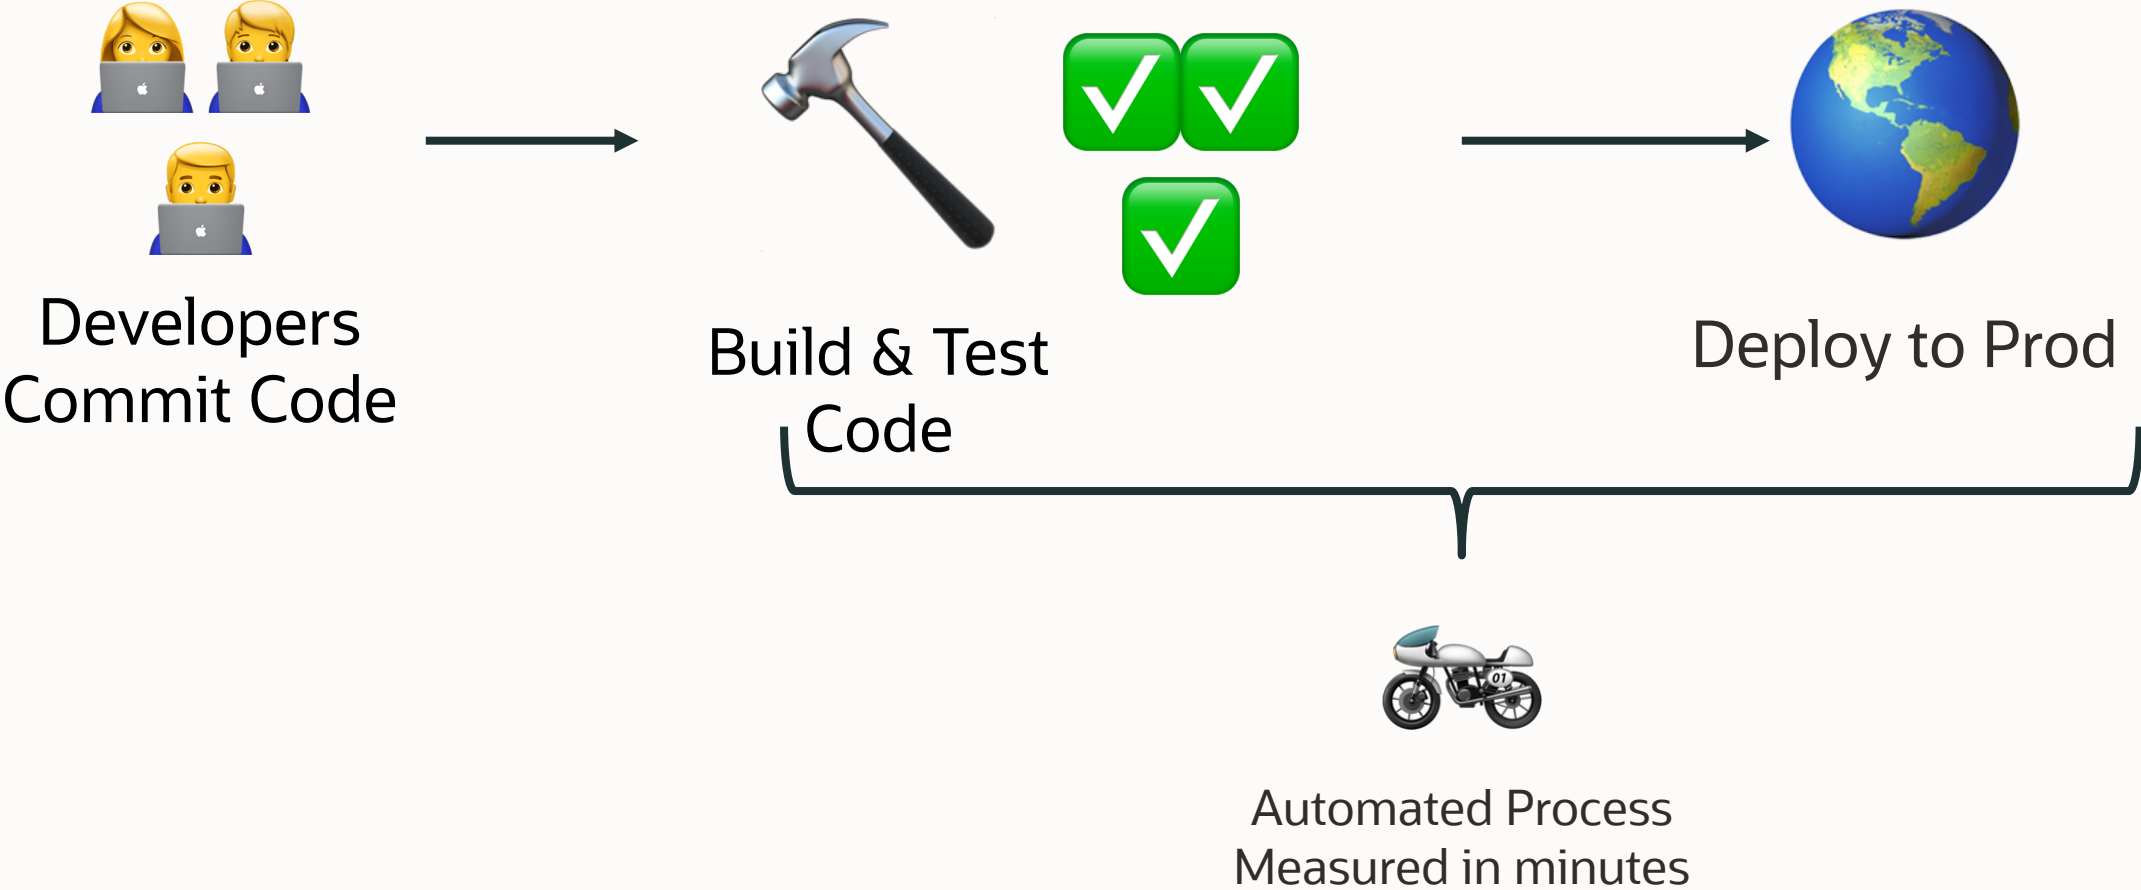 Developers
Commit Code
Build & Test
Code
Deploy to Prod
01
Automated Process
Measured in minutes